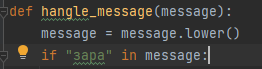 def hangle_message(message):
    message = message.lower()
    if "зара" in message: